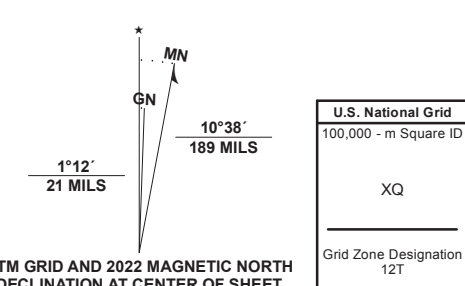 ★
MN
GN
10°38´
189 MILS
1°12´
21 MILS
TM GRID AND 2022 MAGNETIC NORTH
DECLINATION AT CENTER OF SHEET
U.S. National Grid
100,000 - m Square ID
XQ
Grid Zone Designation
12T